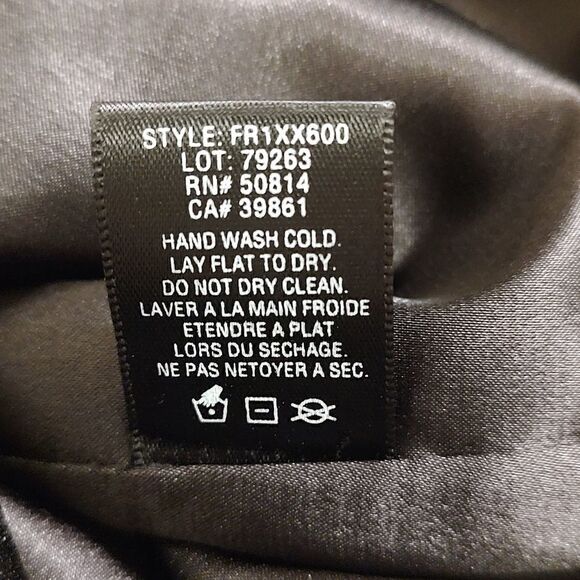 STYLE: FR1XX600
LOT: 79263
RN# 50814
CA# 39861
HAND WASH COLD.
LAY FLAT TO DRY.
DO NOT DRY CLEAN.
LAVER A LA MAIN FROIDE
ETENDRE A PLAT
LORS DU SECHAGE.
NE PAS NETOYER A SEC.